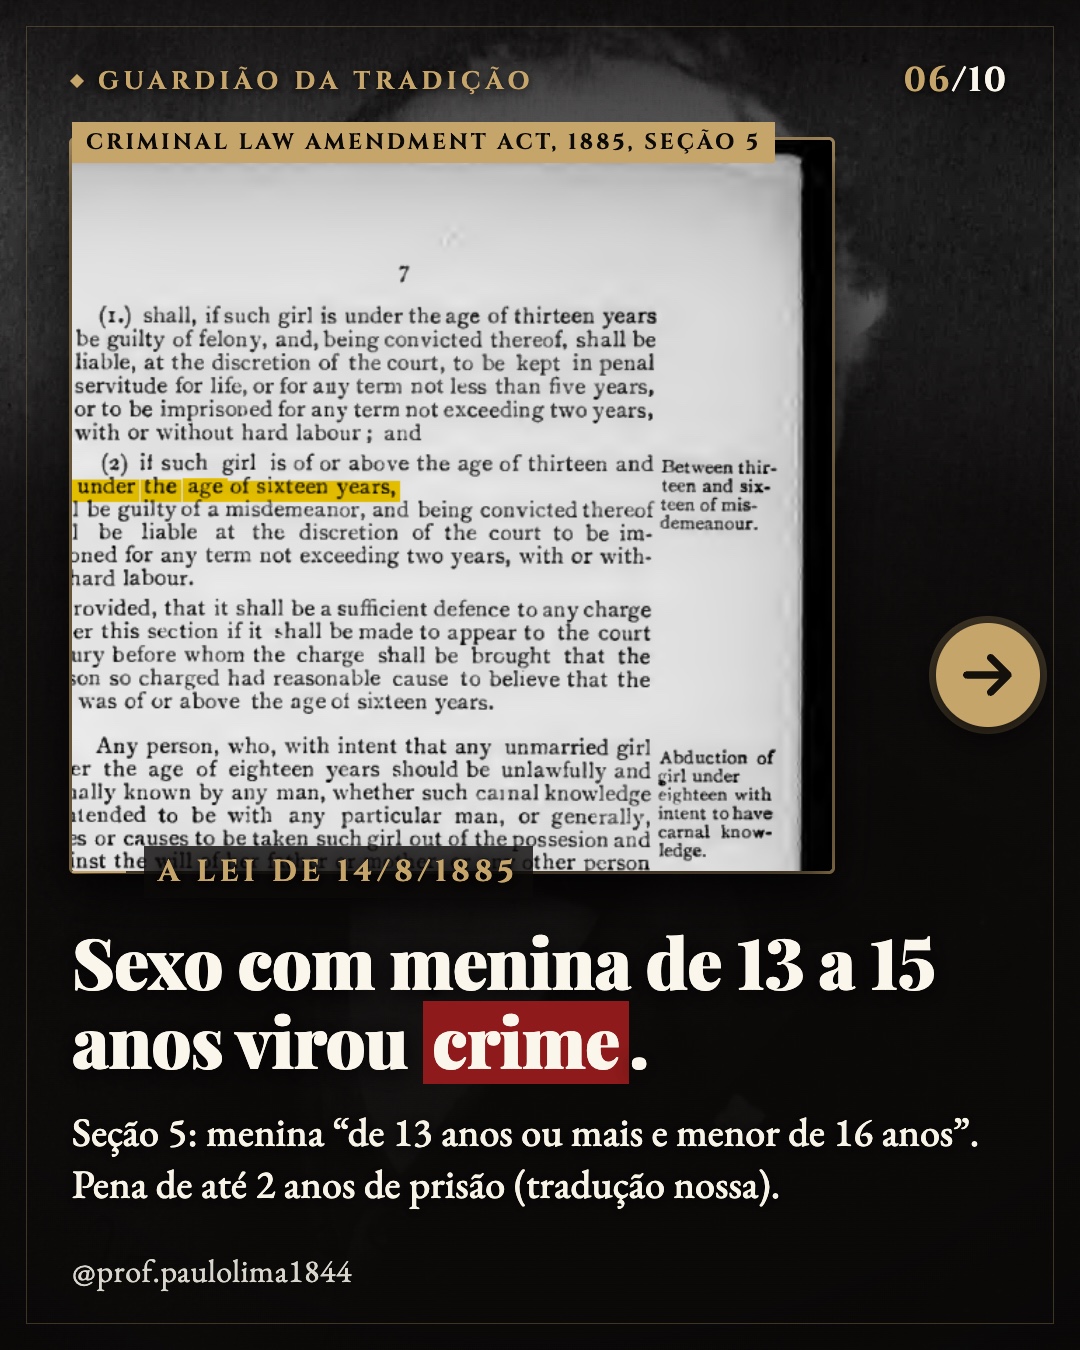 GUARDIÃO DA TRADIÇÃO
06/10
CRIMINAL LAW AMENDMENT ACT, 1885, SEÇÃO 5
7
(1.) shall, if such girl is under the age of thirteen years
be guilty of felony, and, being convicted thereof, shall be
liable, at the discretion of the court, to be kept in penal
servitude for life, or for any term not less than five years,
or to be imprisoned for any term not exceeding two years,
with or without hard labour; and
(2) if such girl is of or above the age of thirteen and
under the age of sixteen years,
l be guilty of a misdemeanor, and being convicted thereof
l be liable at the discretion of the court to be im-
oned for any term not exceeding two years, with or with-
hard labour.
Between thir-
teen and six-
teen of mis-
demeanour.
rovided, that it shall be a sufficient defence to any charge
er this section if it shall be made to appear to the court
ury before whom the charge shall be brought that the
son so charged had reasonable cause to believe that the
was of or above the age of sixteen years.
Any person, who, with intent that any unmarried girl
er the age of eighteen years should be unlawfully and
nally known by any man, whether such carnal knowledge
ntended to be with any particular man, or generally,
es or causes to be taken such girl out of the possesion and
inst the will of her father or mother or any other person
Abduction of
girl under
eighteen with
intent to have
carnal know-
ledge.
A LEI DE 14/8/1885
Sexo com menina de 13 a 15
anos virou crime.
Seção 5: menina “de 13 anos ou mais e menor de 16 anos”.
Pena de até 2 anos de prisão (tradução nossa).
@prof.paulolima1844